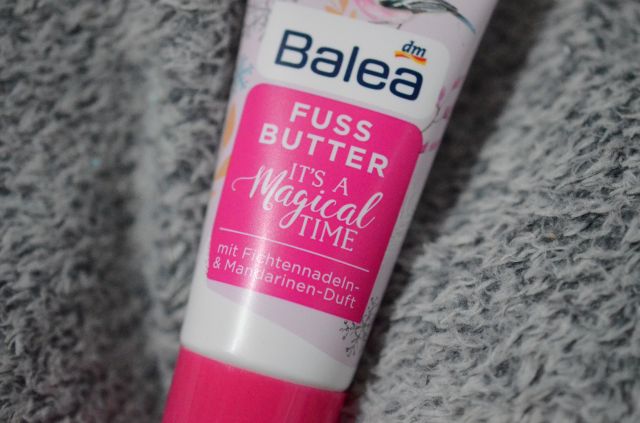 dm
Balea
FUSS
BUTTER
IT'S A
Magical
TIME
mit Fichtennadeln-
& Mandarinen-Duft